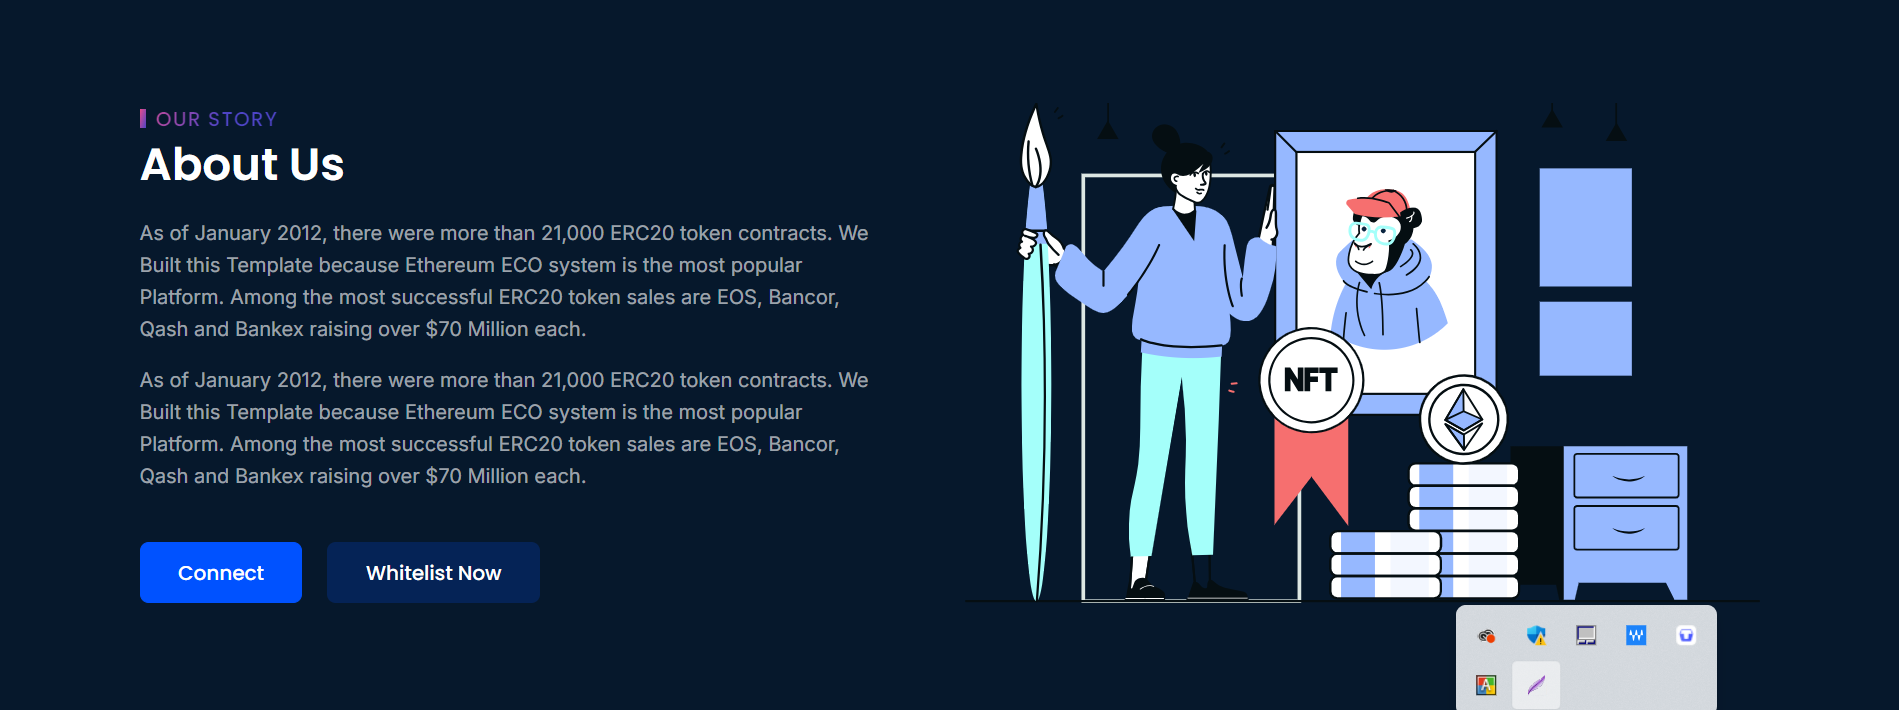 OUR STORY
About Us
As of January 2012, there were more than 21,000 ERC20 token contracts. We
Built this Template because Ethereum ECO system is the most popular
Platform. Among the most successful ERC20 token sales are EOS, Bancor,
Qash and Bankex raising over $70 Million each.
As of January 2012, there were more than 21,000 ERC20 token contracts. We
Built this Template because Ethereum ECO system is the most popular
Platform. Among the most successful ERC20 token sales are EOS, Bancor,
Qash and Bankex raising over $70 Million each.
Connect
Whitelist Now
NFT
A